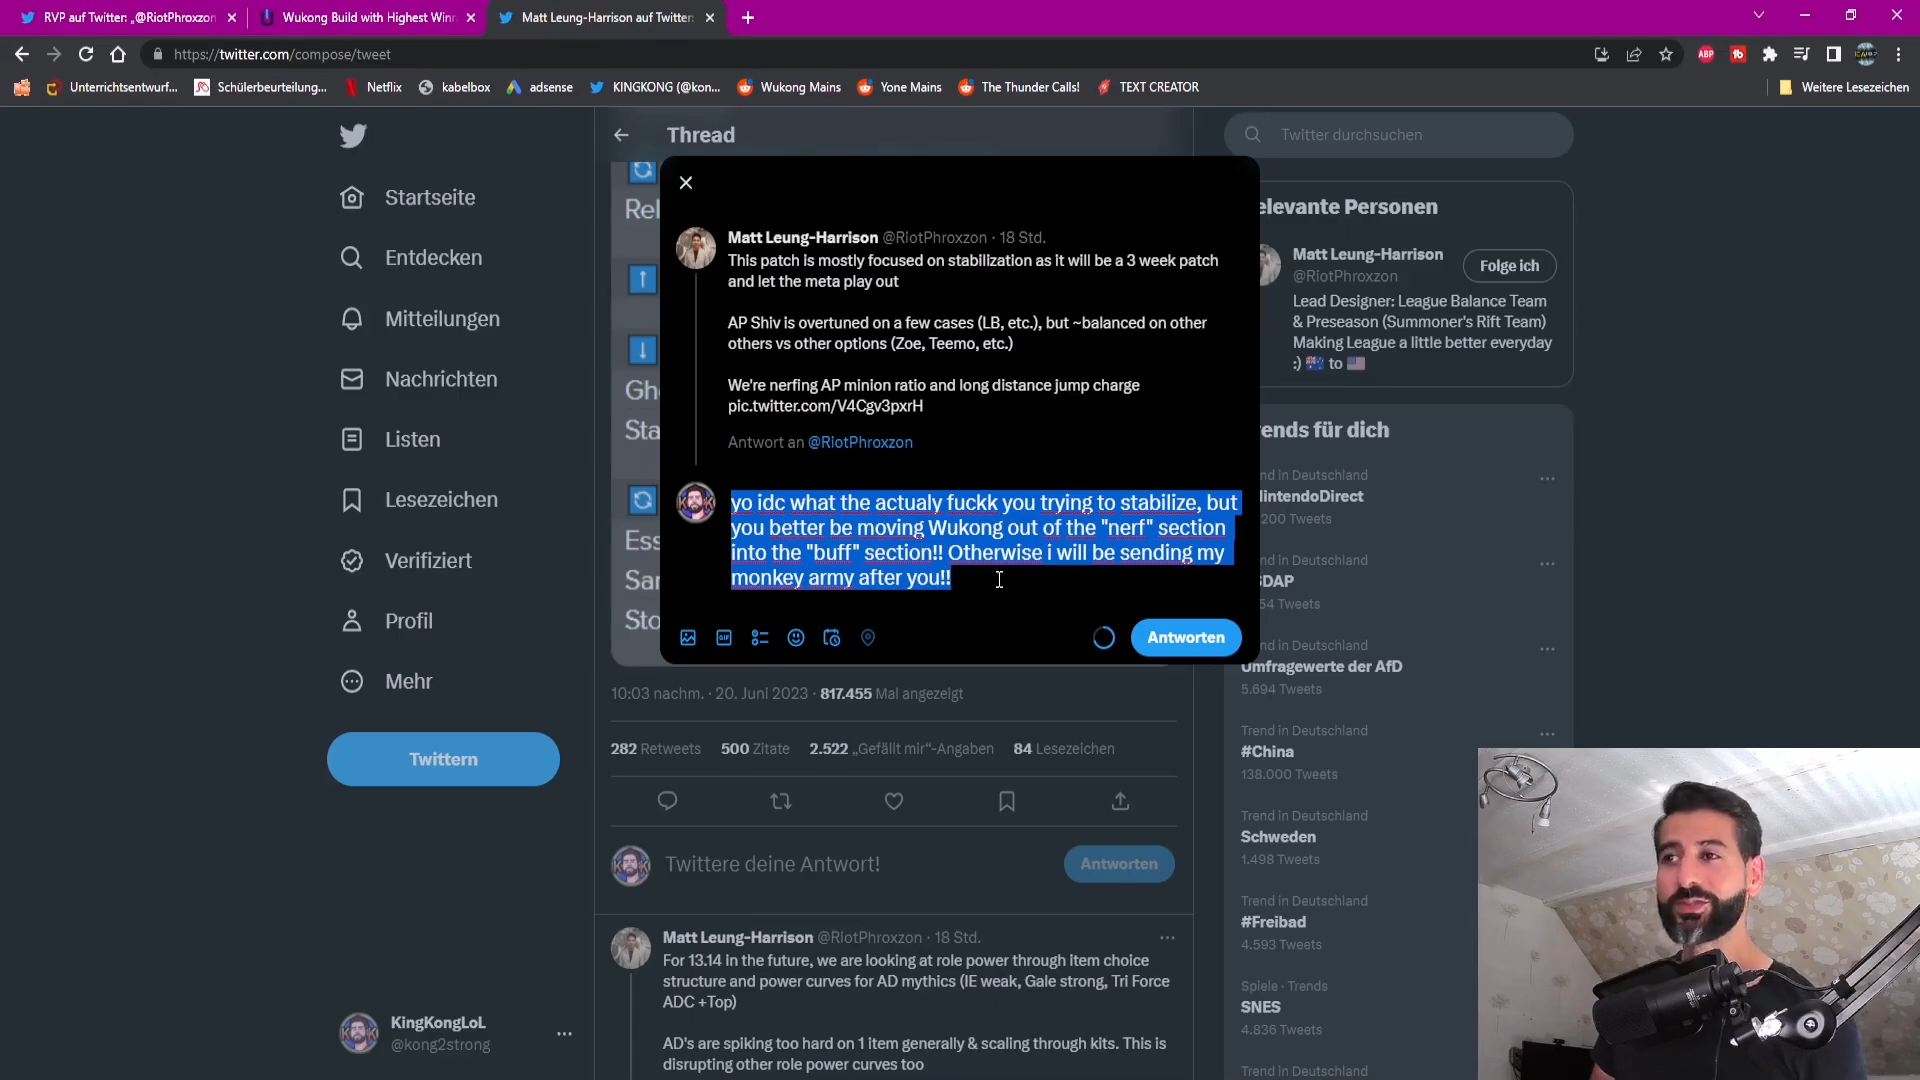 RVP auf Twitter: „@RiotPhroxzon
Wukong Build with Highest Winr
Matt Leung-Harrison auf Twitter:
https://twitter.com/compose/tweet
ABP
Unterrichtsentwurf...
Schülerbeurteilung...
Netflix
kabelbox
adsense
KINGKONG (@kon...
Wukong Mains
Yone Mains
The Thunder Calls!
TEXT CREATOR
Weitere Lesezeichen
Startseite
Entdecken
Mitteilungen
Nachrichten
Listen
Lesezeichen
Verifiziert
Profil
Mehr
Twittern
KingKongLoL
@kong2strong
Thread
Rel
Gh
Sta
Ess
Sar
Sto
Matt Leung-Harrison @RiotPhroxzon · 18 Std.
This patch is mostly focused on stabilization as it will be a 3 week patch
and let the meta play out
AP Shiv is overtuned on a few cases (LB, etc.), but ~balanced on other
others vs other options (Zoe, Teemo, etc.)
We're nerfing AP minion ratio and long distance jump charge
pic.twitter.com/V4Cgv3pxrH
Antwort an @RiotPhroxzon
yo idc what the actualy fuckk you trying to stabilize, but
you better be moving Wukong out of the "nerf" section
into the "buff" section!! Otherwise i will be sending my
monkey army after you!!
GIF
Antworten
10:03 nachm. · 20. Juni 2023 · 817.455 Mal angezeigt
282 Retweets 500 Zitate 2.522 „Gefällt mir“-Angaben 84 Lesezeichen
Twittere deine Antwort!
Antworten
Matt Leung-Harrison @RiotPhroxzon · 18 Std.
For 13.14 in the future, we are looking at role power through item choice
structure and power curves for AD mythics (IE weak, Gale strong, Tri Force
ADC +Top)
AD's are spiking too hard on 1 item generally & scaling through kits. This is
disrupting other role power curves too
Twitter durchsuchen
elevante Personen
Matt Leung-Harrison
@RiotPhroxzon
Folge ich
Lead Designer: League Balance Team
& Preseason (Summoner's Rift Team)
Making League a little better everyday
:) to
ends für dich
nd in Deutschland
NintendoDirect
200 Tweets
nd in Deutschland
SDAP
54 Tweets
nd in Deutschland
Umfragewerte der AfD
5.694 Tweets
Trend in Deutschland
#China
138.000 Tweets
Trend in Deutschland
Schweden
1.498 Tweets
Trend in Deutschland
#Freibad
4.593 Tweets
Spiele · Trends
SNES
4.836 Tweets
Trend in Deutschland